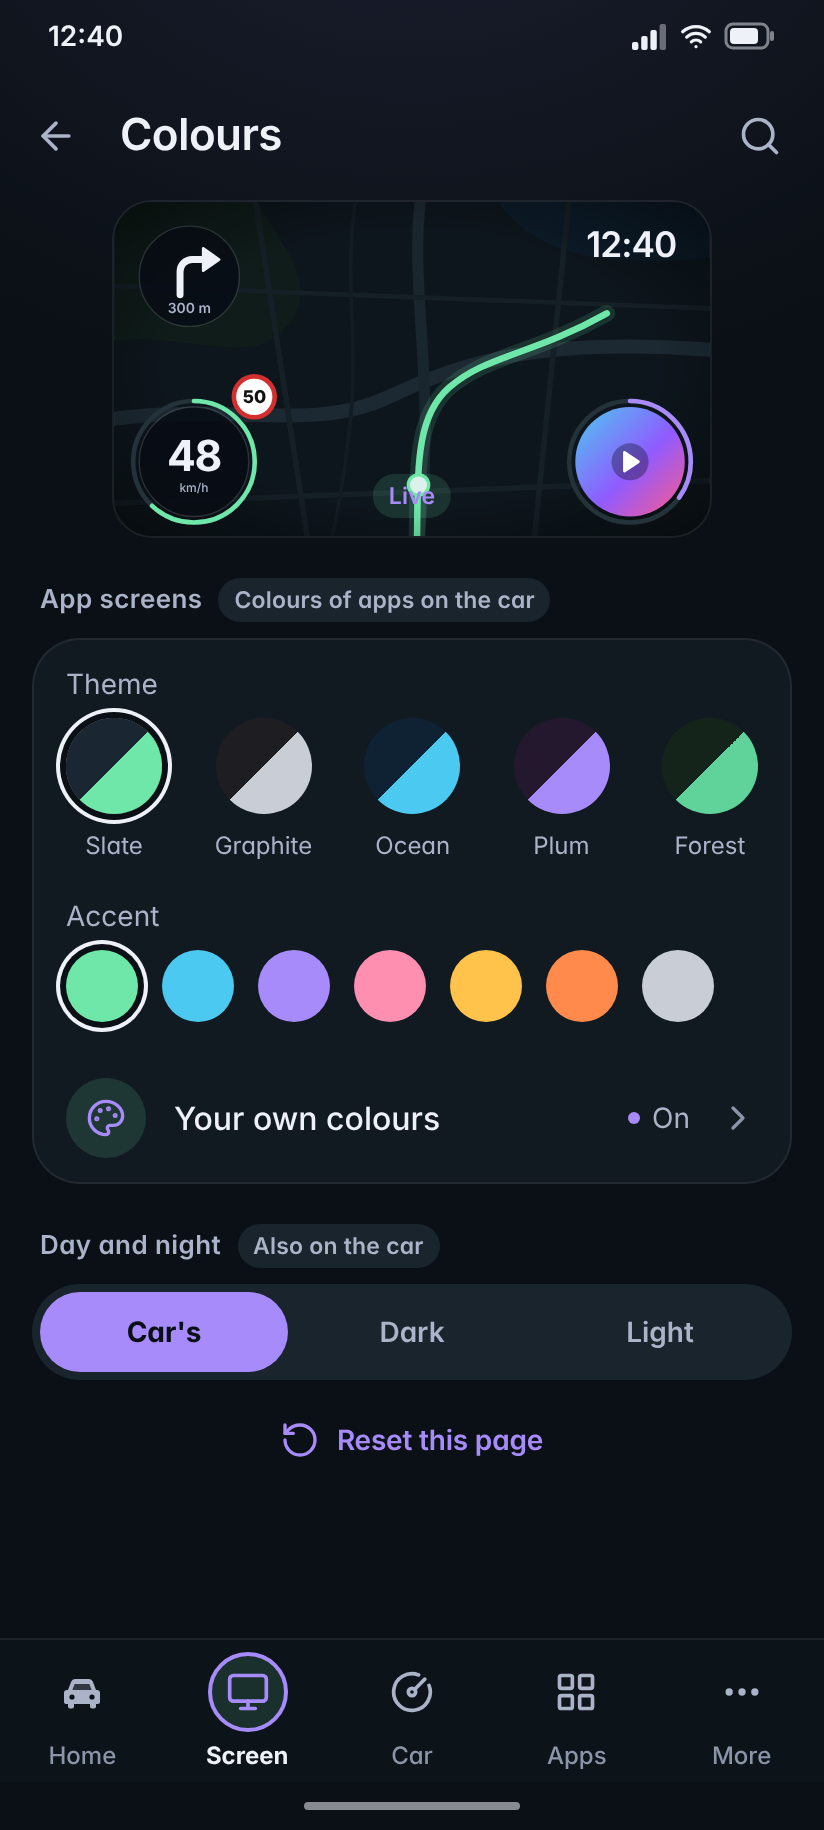 12:40
Colours
12:40
300 m
50
48
km/h
Live
App screens Colours of apps on the car
Theme
Slate Graphite Ocean Plum Forest
Accent
Your own colours On
Day and night Also on the car
Car's Dark Light
Reset this page
Home Screen Car Apps More